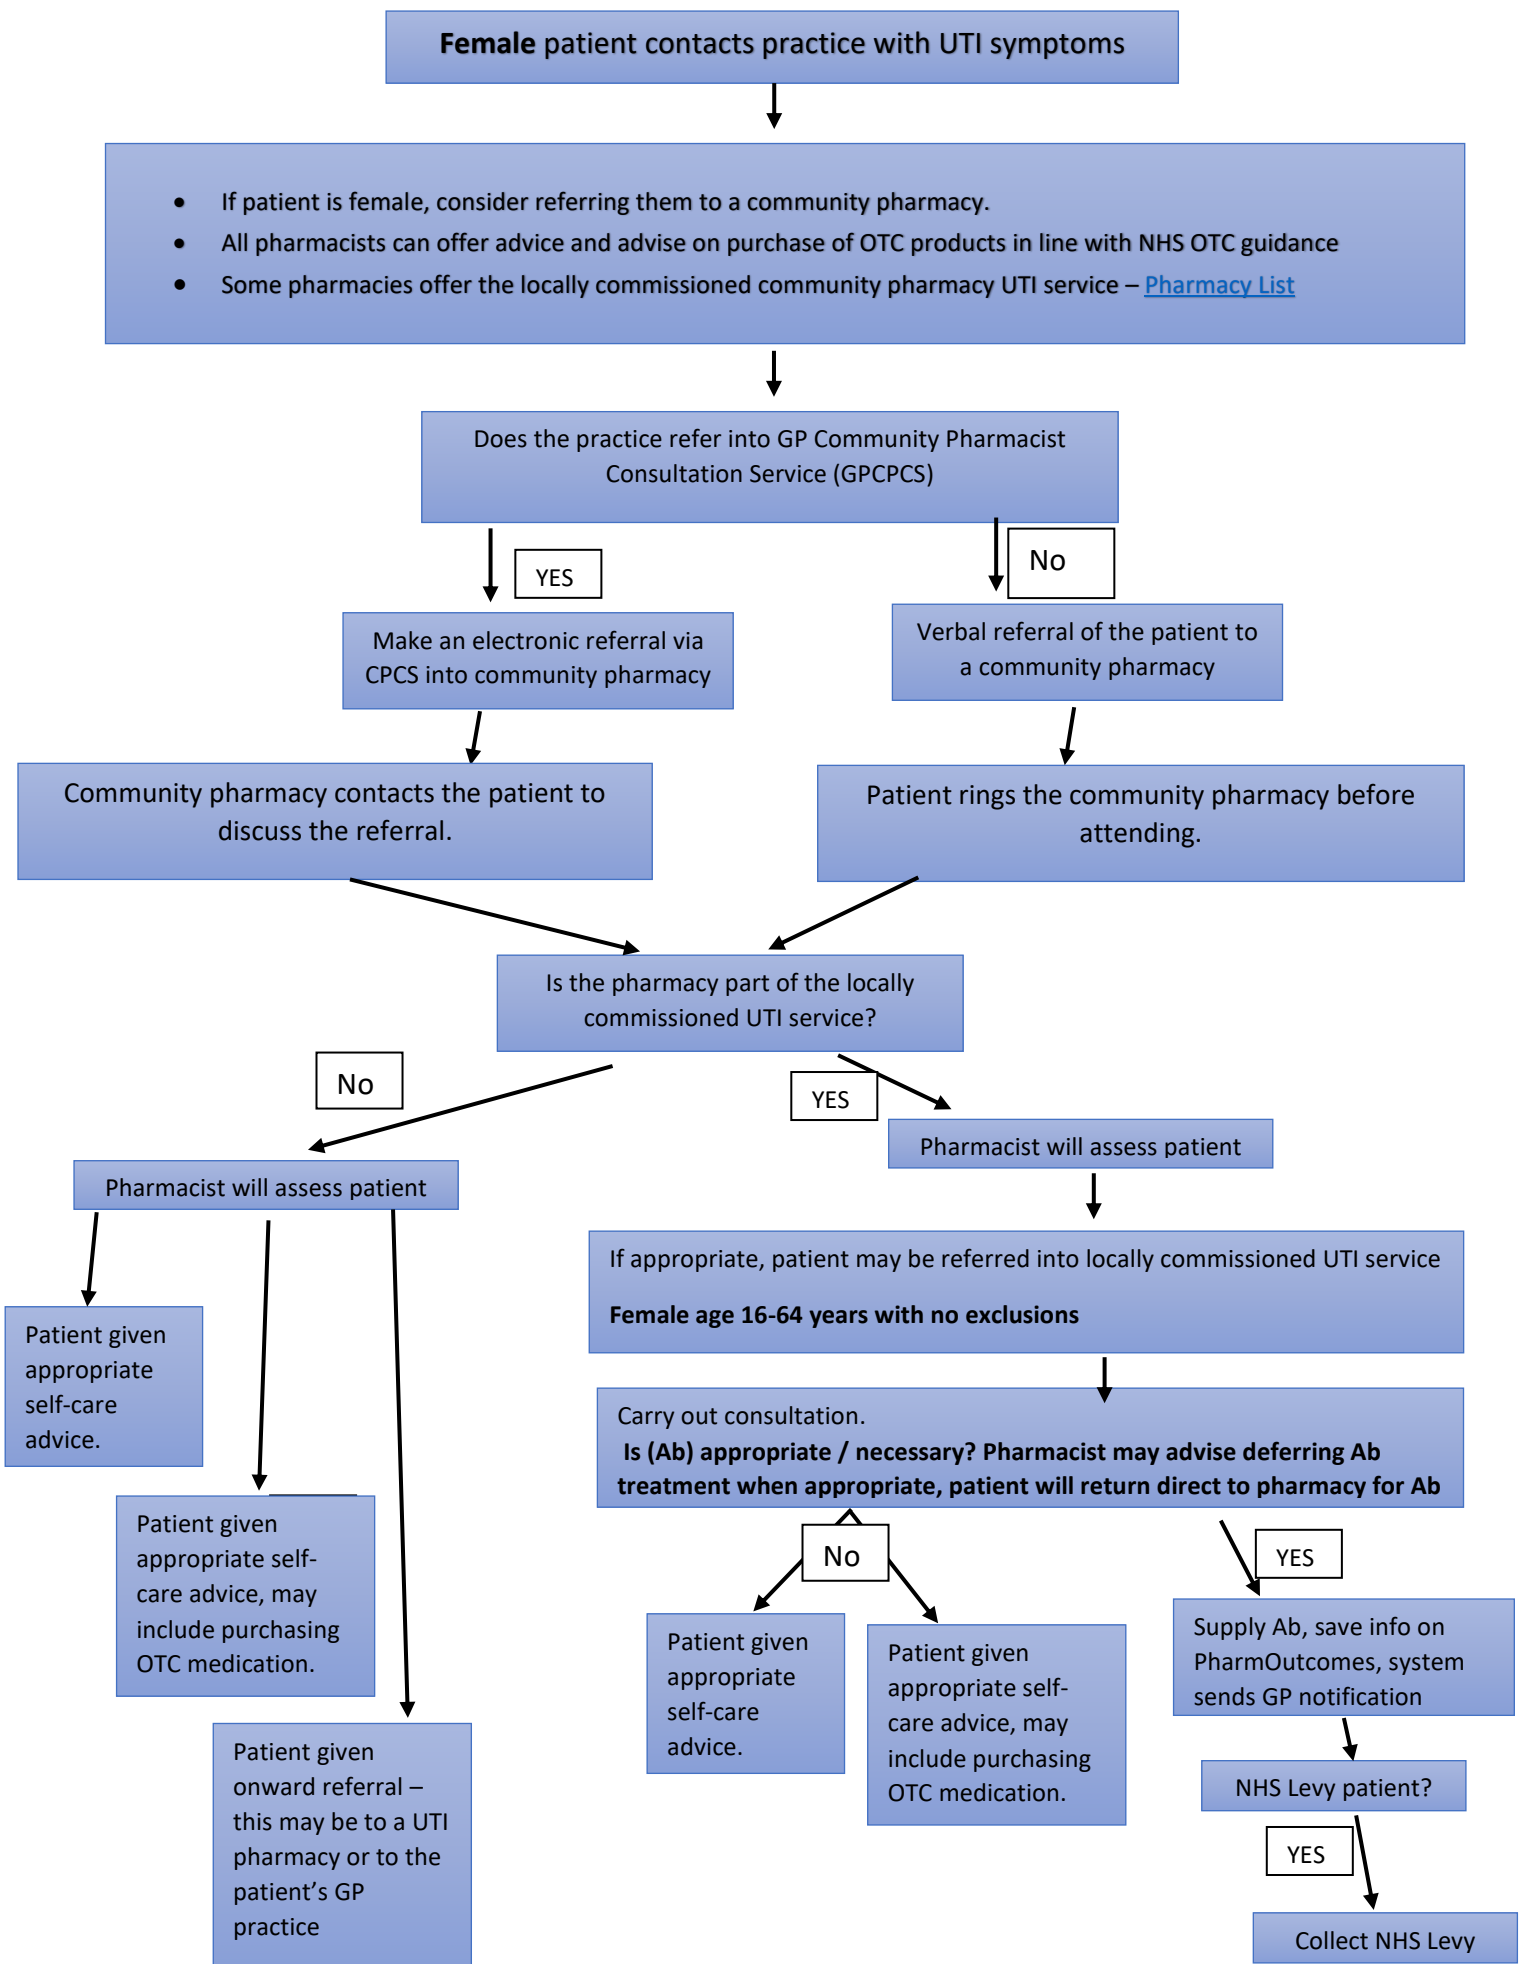 Female patient contacts practice with UTI symptoms
• If patient is female, consider referring them to a community pharmacy.
• All pharmacists can offer advice and advise on purchase of OTC products in line with NHS OTC guidance
• Some pharmacies offer the locally commissioned community pharmacy UTI service – Pharmacy List
Does the practice refer into GP Community Pharmacist
Consultation Service (GPCPCS)
YES
No
Make an electronic referral via
CPCS into community pharmacy
Verbal referral of the patient to
a community pharmacy
Community pharmacy contacts the patient to
discuss the referral.
Patient rings the community pharmacy before
attending.
Is the pharmacy part of the locally
commissioned UTI service?
No
YES
Pharmacist will assess patient
Pharmacist will assess patient
If appropriate, patient may be referred into locally commissioned UTI service
Female age 16-64 years with no exclusions
Patient given
appropriate
self-care
advice.
Carry out consultation.
Is (Ab) appropriate / necessary? Pharmacist may advise deferring Ab
treatment when appropriate, patient will return direct to pharmacy for Ab
Patient given
appropriate self-
care advice, may
include purchasing
OTC medication.
No
YES
Patient given
appropriate
self-care
advice.
Patient given
appropriate self-
care advice, may
include purchasing
OTC medication.
Supply Ab, save info on
PharmOutcomes, system
sends GP notification
Patient given
onward referral –
this may be to a UTI
pharmacy or to the
patient’s GP
practice
NHS Levy patient?
YES
Collect NHS Levy